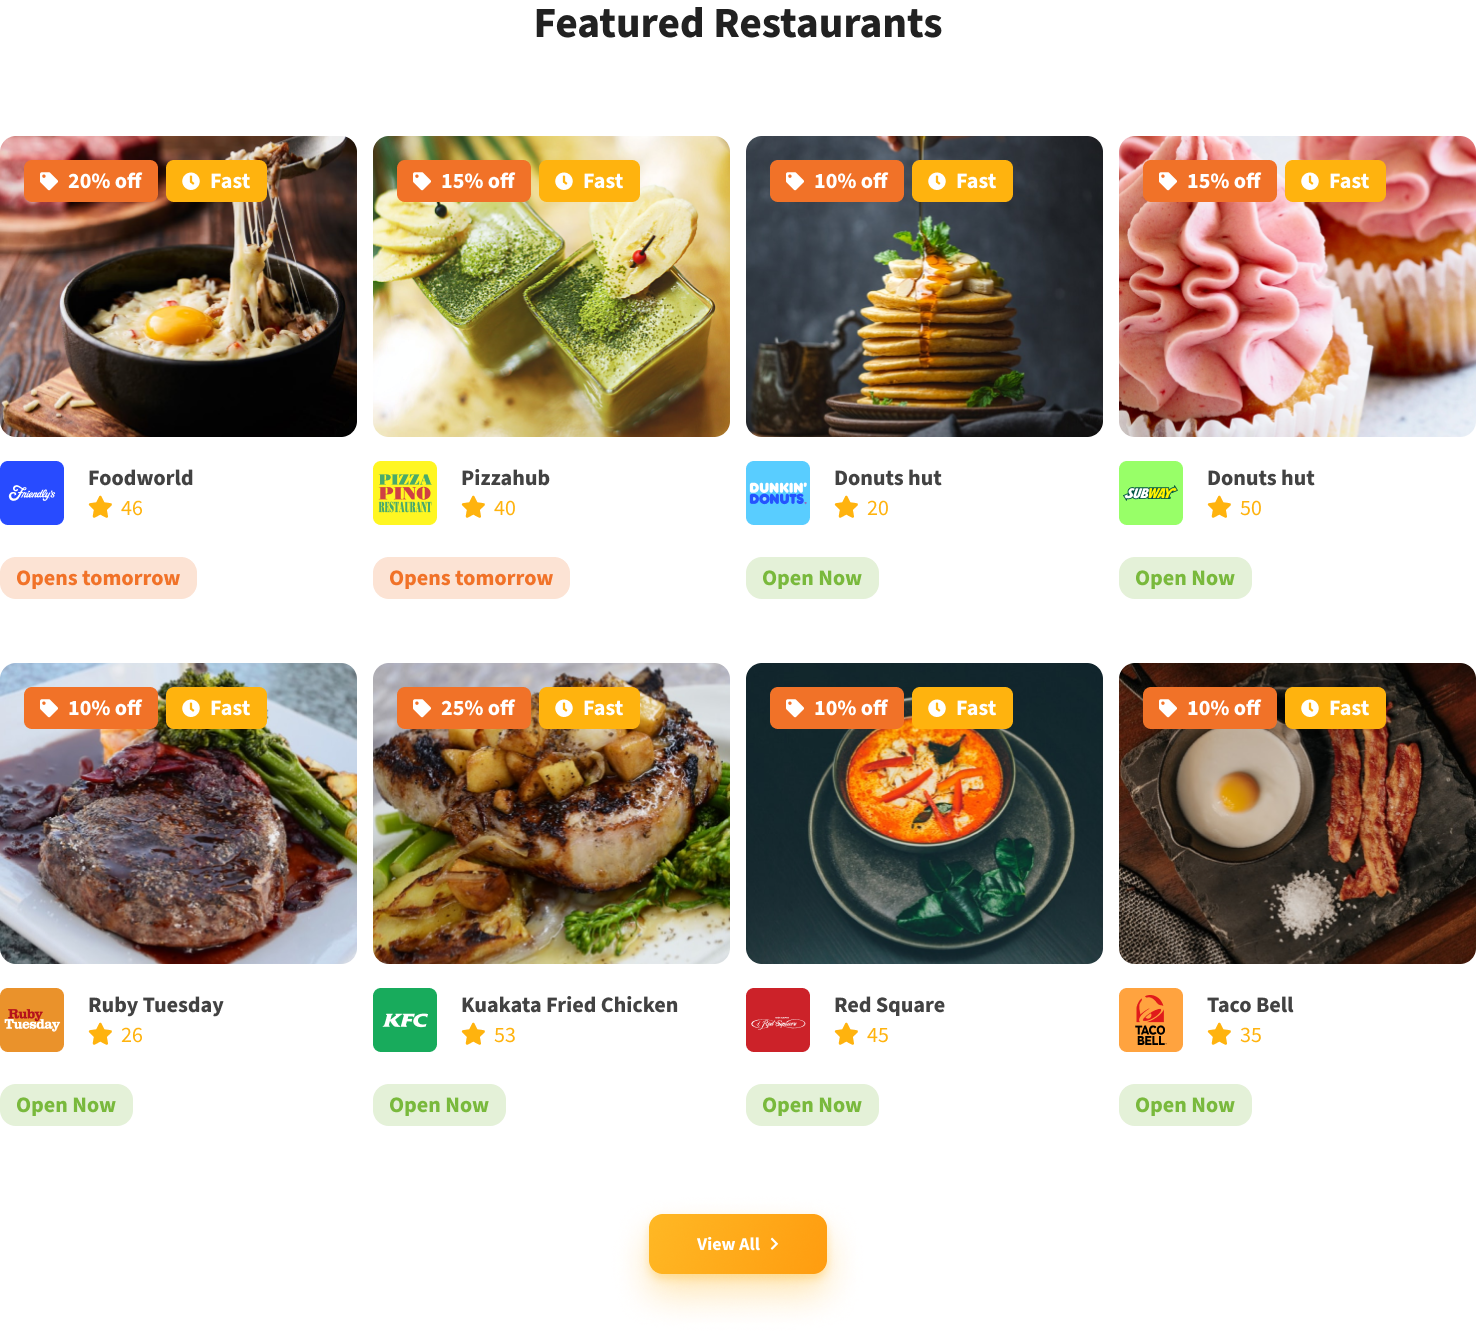 Featured Restaurants
20% off Fast
15% off Fast
10% off Fast
15% off Fast
Friendly's
Foodworld
46
PIZZA
PINO
RESTAURANT
Pizzahub
40
DUNKIN'
DONUTS
Donuts hut
20
SUBWAY
Donuts hut
50
Opens tomorrow
Opens tomorrow
Open Now
Open Now
10% off Fast
25% off Fast
10% off Fast
10% off Fast
Ruby
Tuesday
Ruby Tuesday
26
KFC
Kuakata Fried Chicken
53
Red Square
Red Square
45
TACO
BELL
Taco Bell
35
Open Now
Open Now
Open Now
Open Now
View All